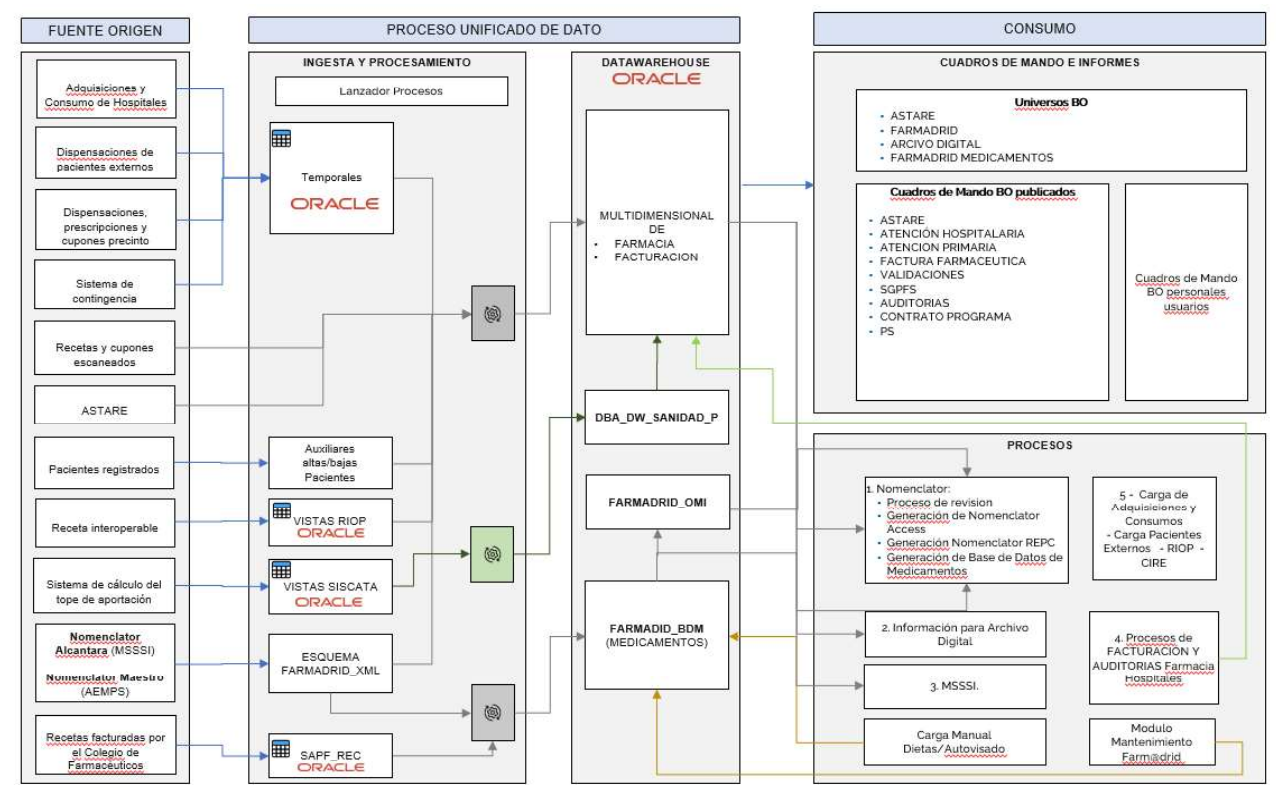 FUENTE ORIGEN
PROCESO UNIFICADO DE DATO
CONSUMO
Adquisiciones y
Consumo de Hospitales
Dispensaciones de
pacientes externos
Dispensaciones,
prescripciones y
cupones precinto
Sistema de
contingencia
Recetas y cupones
escaneados
ASTARE
Pacientes registrados
Receta interoperable
Sistema de cálculo del
tope de aportación
Nomenclator
Alcantara (MSSSI)
Nomenclator Maestro
(AEMPS)
Recetas facturadas por
el Colegio de
Farmacéuticos
INGESTA Y PROCESAMIENTO
Lanzador Procesos
Temporales
ORACLE
Auxiliares
altas/bajas
Pacientes
VISTAS RIOP
ORACLE
VISTAS SISCATA
ORACLE
ESQUEMA
FARMADRID_XML
SAPF_REC
ORACLE
DATAWAREHOUSE
ORACLE
MULTIDIMENSIONAL
DE
• FARMACIA
• FACTURACION
DBA_DW_SANIDAD_P
FARMADRID_OMI
FARMADID_BDM
(MEDICAMENTOS)
CUADROS DE MANDO E INFORMES
Universos BO
• ASTARE
• FARMADRID
• ARCIVO DIGITAL
• FARMADRID MEDICAMENTOS
Cuadros de Mando BO publicados
• ASTARE
• ATENCIÓN HOSPITALARIA
• ATENCION PRIMARIA
• FACTURA FARMACEUTICA
• VALIDACIONES
• SGPFS
• AUDITORIAS
• CONTRATO PROGRAMA
• PS
Cuadros de Mando
BO personales
usuarios
PROCESOS
1. Nomenclator:
• Proceso de revision
• Generación de Nomenclator
Access
• Generación Nomenclator REPC
• Generación de Base de Datos de
Medicamentos
5 - Carga de
Adquisiciones y
Consumos
- Carga Pacientes
Externos - RIOP -
CIRE
2. Información para Archivo
Digital
3. MSSSI.
4. Procesos de
FACTURACIÓN Y
AUDITORIAS Farmacia
Hospitales
Carga Manual
Dietas/Autovisado
Modulo
Mantenimiento
Farm@drid